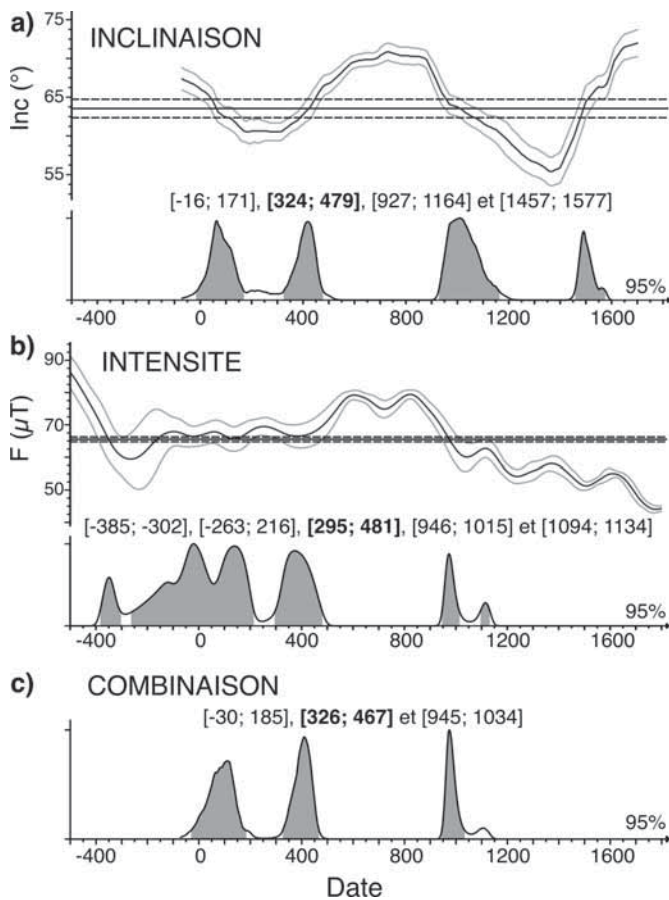 a) INCLINAISON
75
65
55
Inc (°)
[-16; 171], [324; 479], [927; 1164] et [1457; 1577]
95%
-400 0 400 800 1200 1600
b) INTENSITE
90
70
50
F (µT)
[-385; -302], [-263; 216], [295; 481], [946; 1015] et [1094; 1134]
95%
-400 0 400 800 1200 1600
c) COMBINAISON
[-30; 185], [326; 467] et [945; 1034]
95%
-400 0 400 800 1200 1600
Date